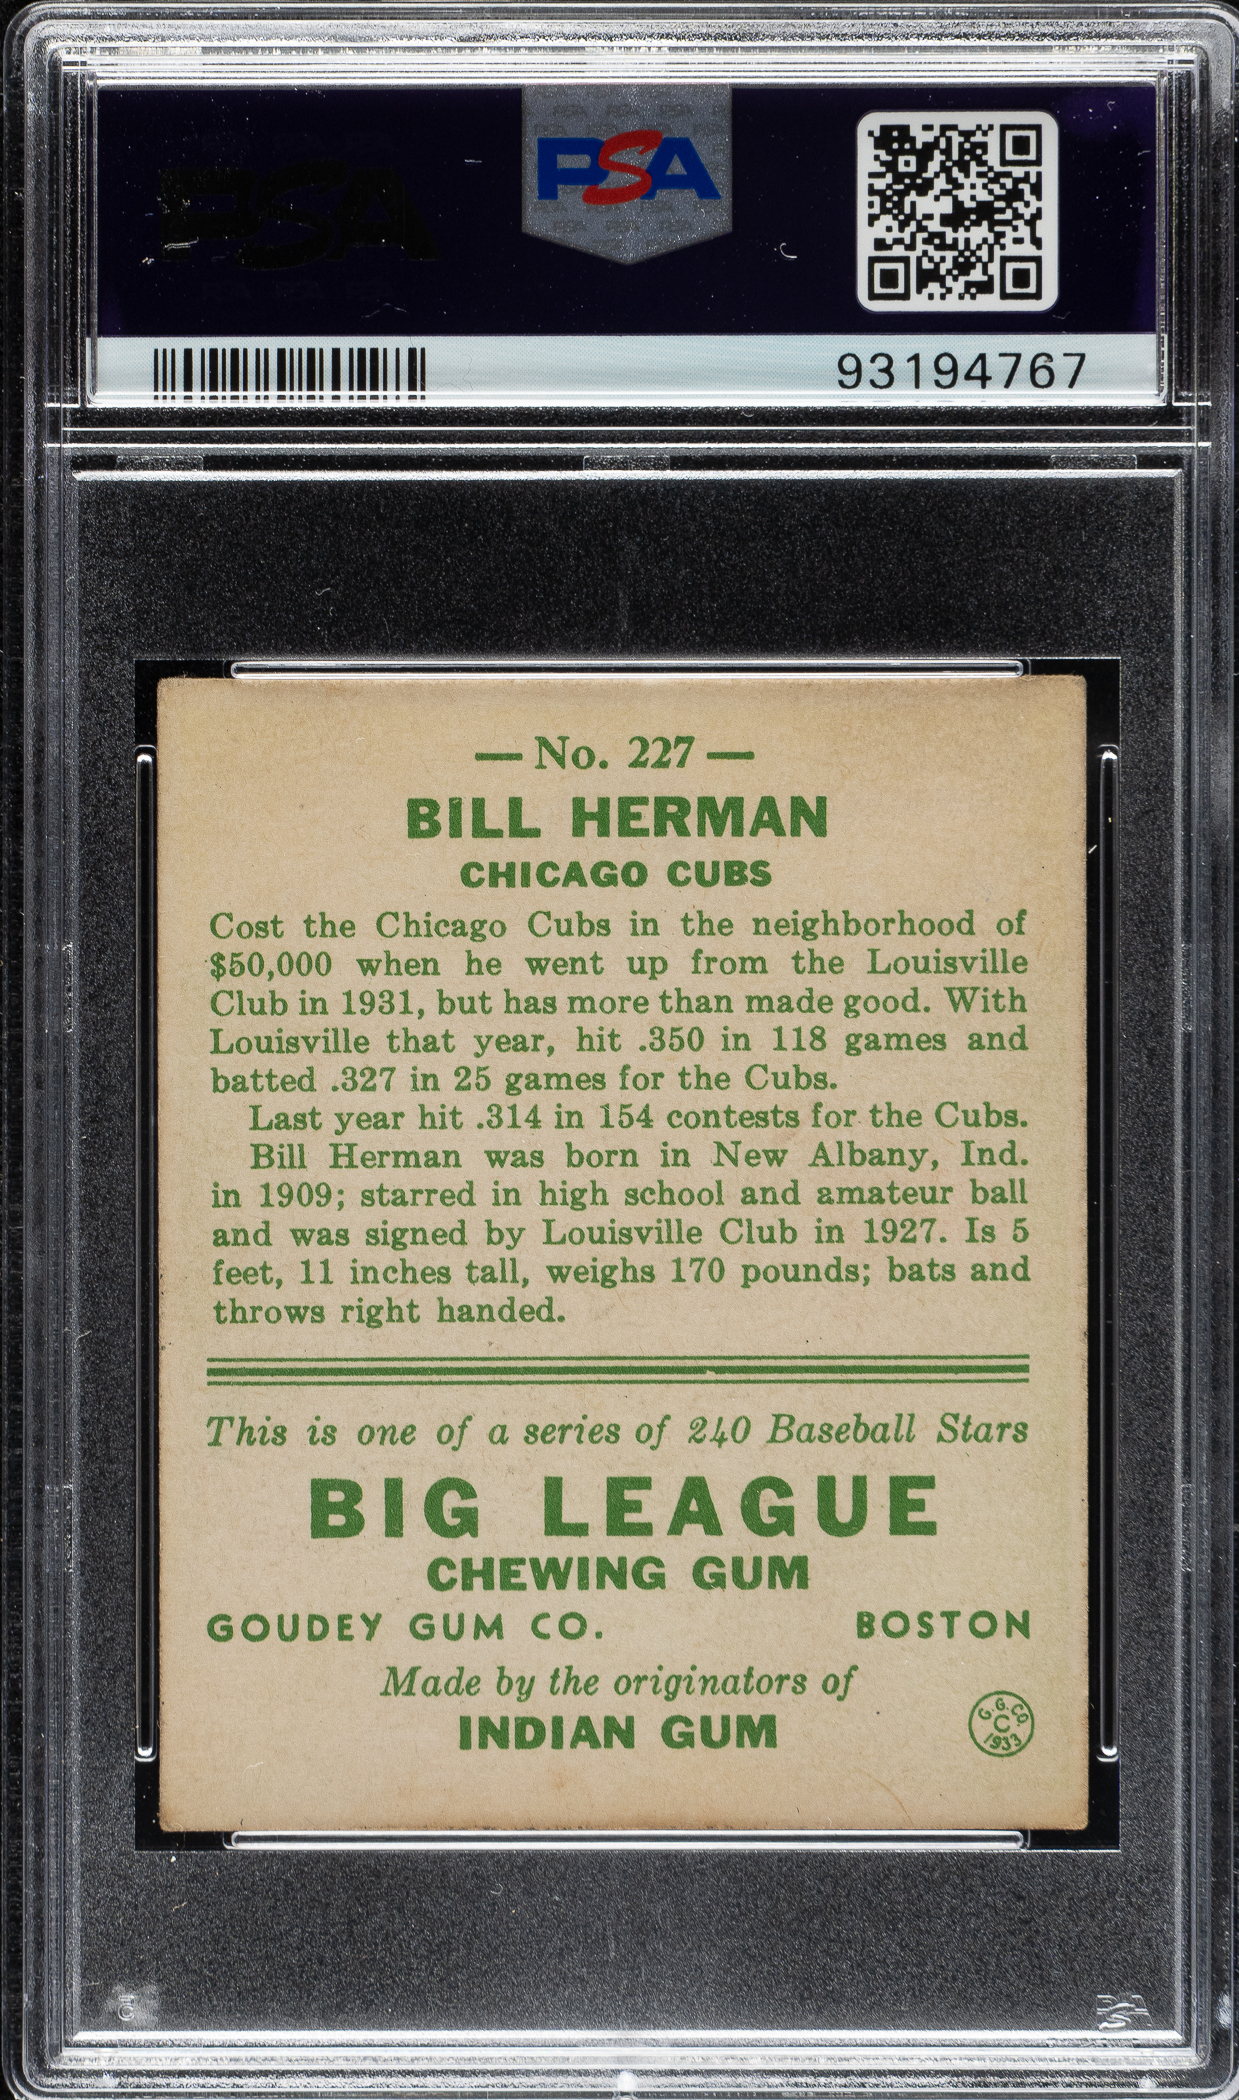 PSA
PSA
93194767
— No. 227 —
BILL HERMAN
CHICAGO CUBS
Cost the Chicago Cubs in the neighborhood of
$50,000 when he went up from the Louisville
Club in 1931, but has more than made good. With
Louisville that year, hit .350 in 118 games and
batted .327 in 25 games for the Cubs.
Last year hit .314 in 154 contests for the Cubs.
Bill Herman was born in New Albany, Ind.
in 1909; starred in high school and amateur ball
and was signed by Louisville Club in 1927. Is 5
feet, 11 inches tall, weighs 170 pounds; bats and
throws right handed.
This is one of a series of 240 Baseball Stars
BIG LEAGUE
CHEWING GUM
GOUDEY GUM CO. BOSTON
Made by the originators of
INDIAN GUM
G. G. CO.
C
1933
PSA